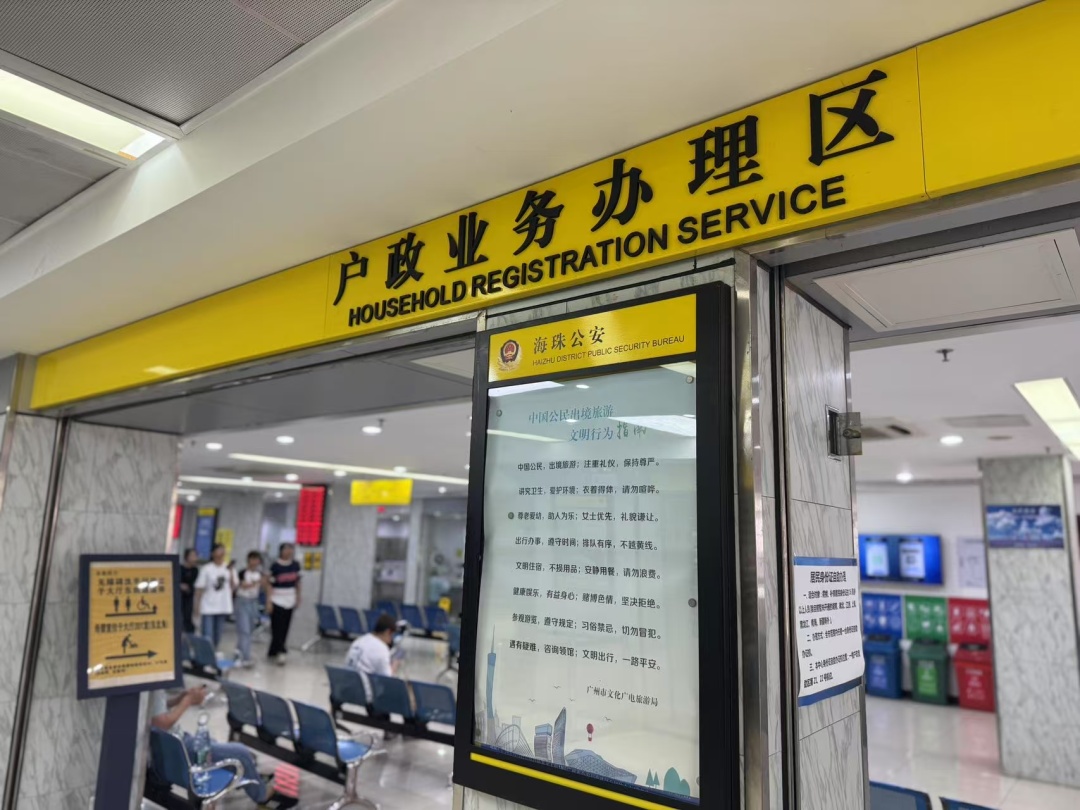 户政业务办理区
HOUSEHOLD REGISTRATION SERVICE
海珠公安
HAIZHU DISTRICT PUBLIC SECURITY BUREAU
中国公民出境旅游
文明行为指南
中国公民，出境旅游；注重礼仪，保持尊严。
讲究卫生，爱护环境；衣着得体，请勿喧哗。
尊老爱幼，助人为乐；女士优先，礼貌谦让。
出行办事，遵守时间；排队有序，不越黄线。
文明住宿，不损用品；安静用餐，请勿浪费。
健康娱乐，有益身心；赌博色情，坚决拒绝。
参观游览，遵守规定；习俗禁忌，切勿冒犯。
遇有疑难，咨询领馆；文明出行，一路平安。
广州市文化广电旅游局
居民身份证自助办理